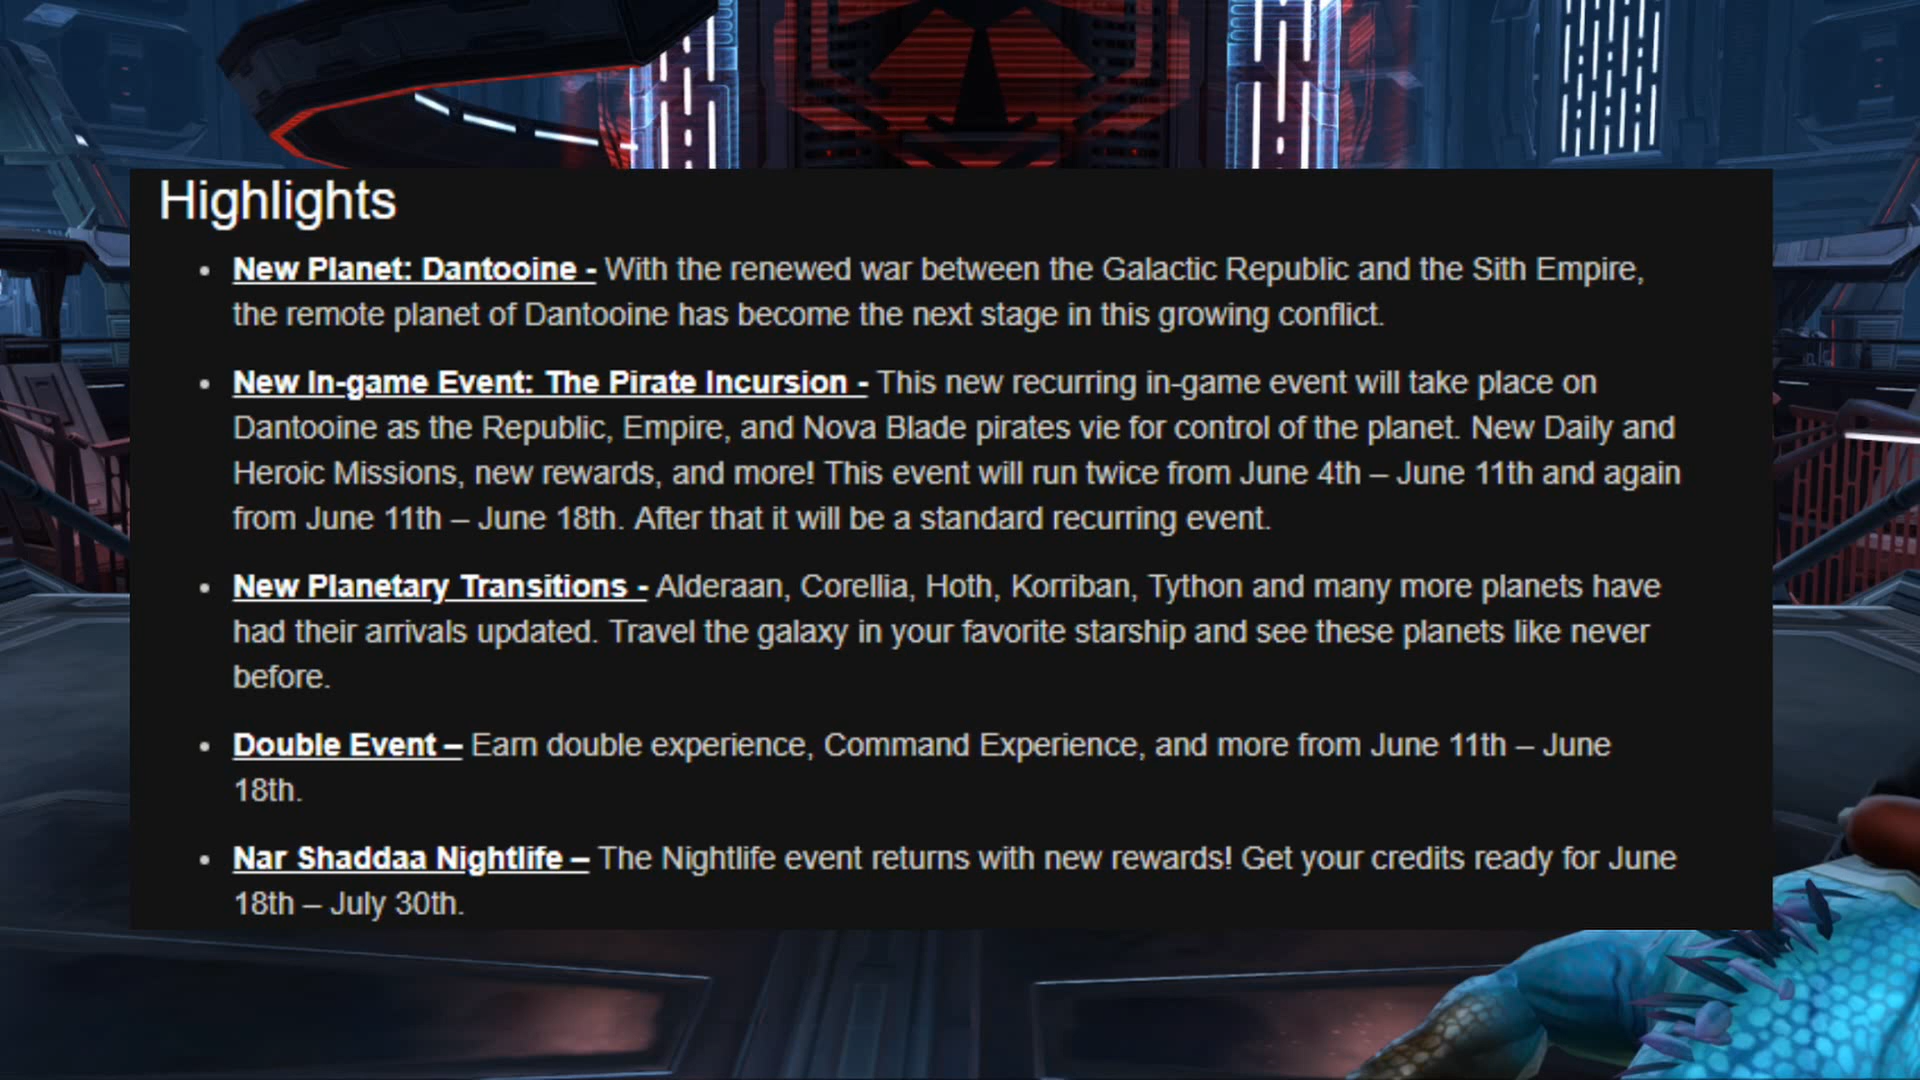 Highlights
• New Planet: Dantooine - With the renewed war between the Galactic Republic and the Sith Empire,
the remote planet of Dantooine has become the next stage in this growing conflict.
• New In-game Event: The Pirate Incursion - This new recurring in-game event will take place on
Dantooine as the Republic, Empire, and Nova Blade pirates vie for control of the planet. New Daily and
Heroic Missions, new rewards, and more! This event will run twice from June 4th – June 11th and again
from June 11th – June 18th. After that it will be a standard recurring event.
• New Planetary Transitions - Alderaan, Corellia, Hoth, Korriban, Tython and many more planets have
had their arrivals updated. Travel the galaxy in your favorite starship and see these planets like never
before.
• Double Event – Earn double experience, Command Experience, and more from June 11th – June
18th.
• Nar Shaddaa Nightlife – The Nightlife event returns with new rewards! Get your credits ready for June
18th – July 30th.